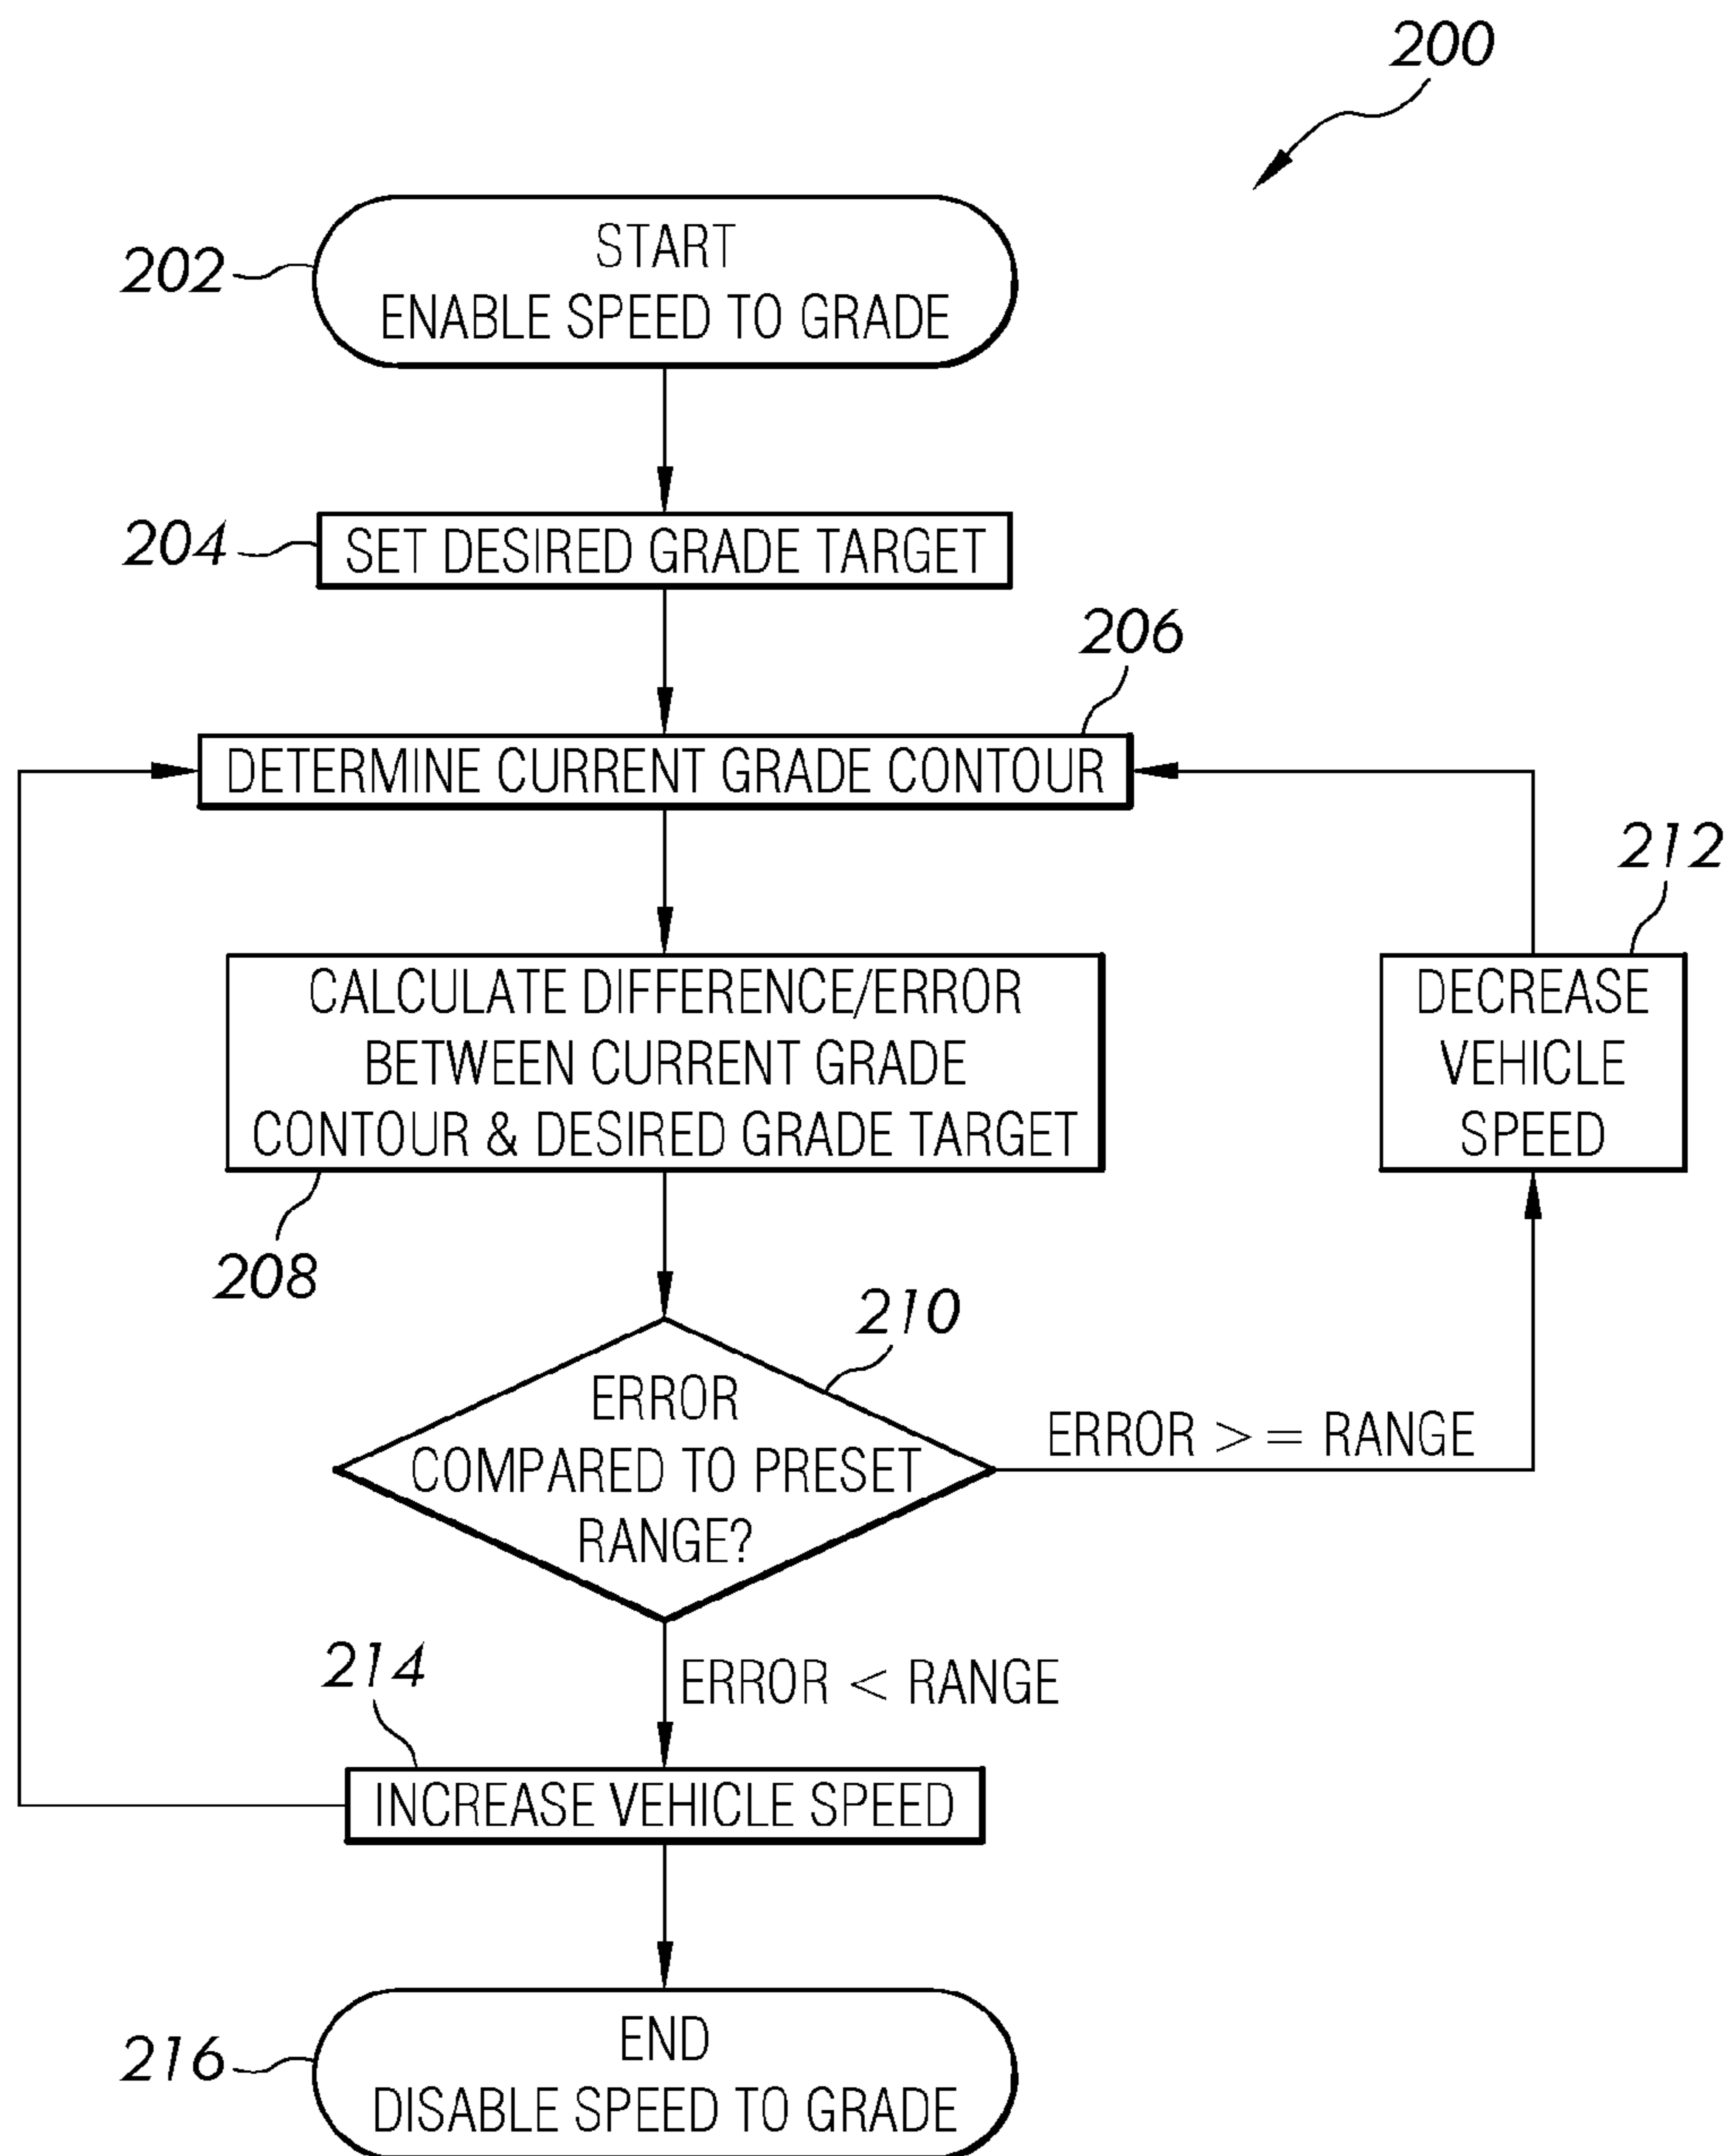 200
202
START
ENABLE SPEED TO GRADE
204
SET DESIRED GRADE TARGET
206
DETERMINE CURRENT GRADE CONTOUR
212
CALCULATE DIFFERENCE/ERROR
BETWEEN CURRENT GRADE
CONTOUR & DESIRED GRADE TARGET
DECREASE
VEHICLE
SPEED
208
210
ERROR
COMPARED TO PRESET
RANGE?
ERROR >= RANGE
214
ERROR < RANGE
INCREASE VEHICLE SPEED
216
END
DISABLE SPEED TO GRADE